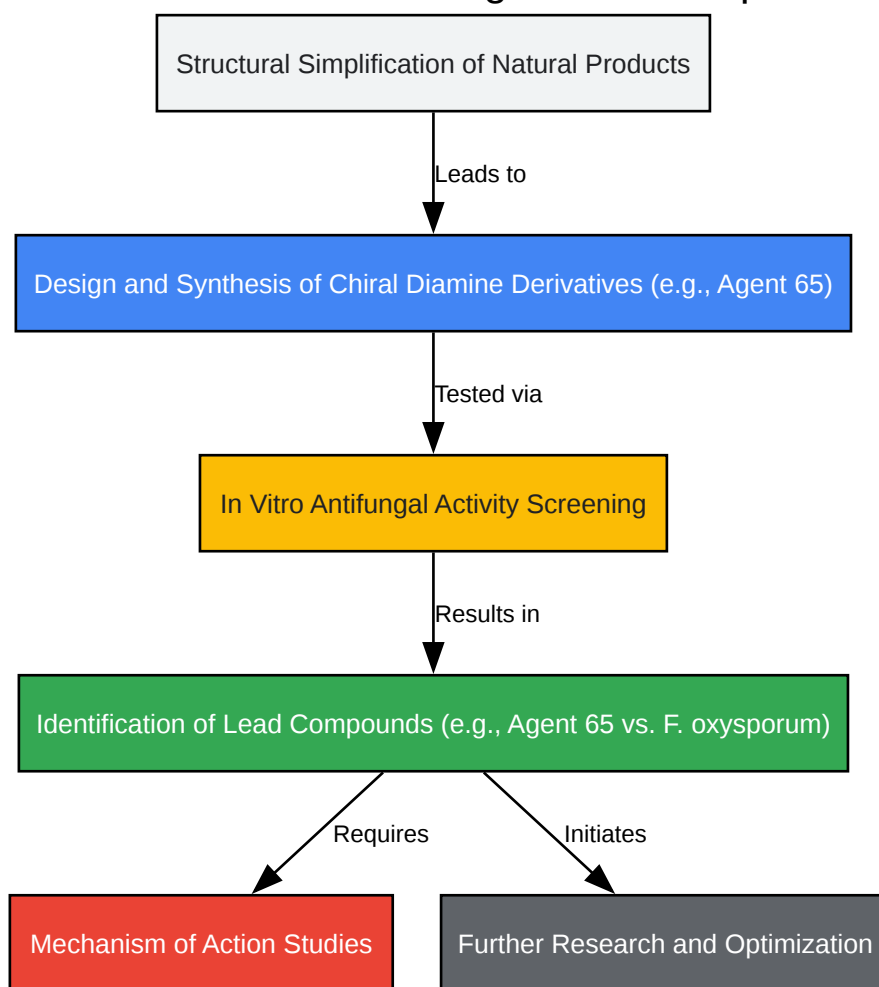 Structural Simplification of Natural Products
Leads to
Design and Synthesis of Chiral Diamine Derivatives (e.g., Agent 65)
Tested via
In Vitro Antifungal Activity Screening
Results in
Identification of Lead Compounds (e.g., Agent 65 vs. F. oxysporum)
Requires
Initiates
Mechanism of Action Studies
Further Research and Optimization